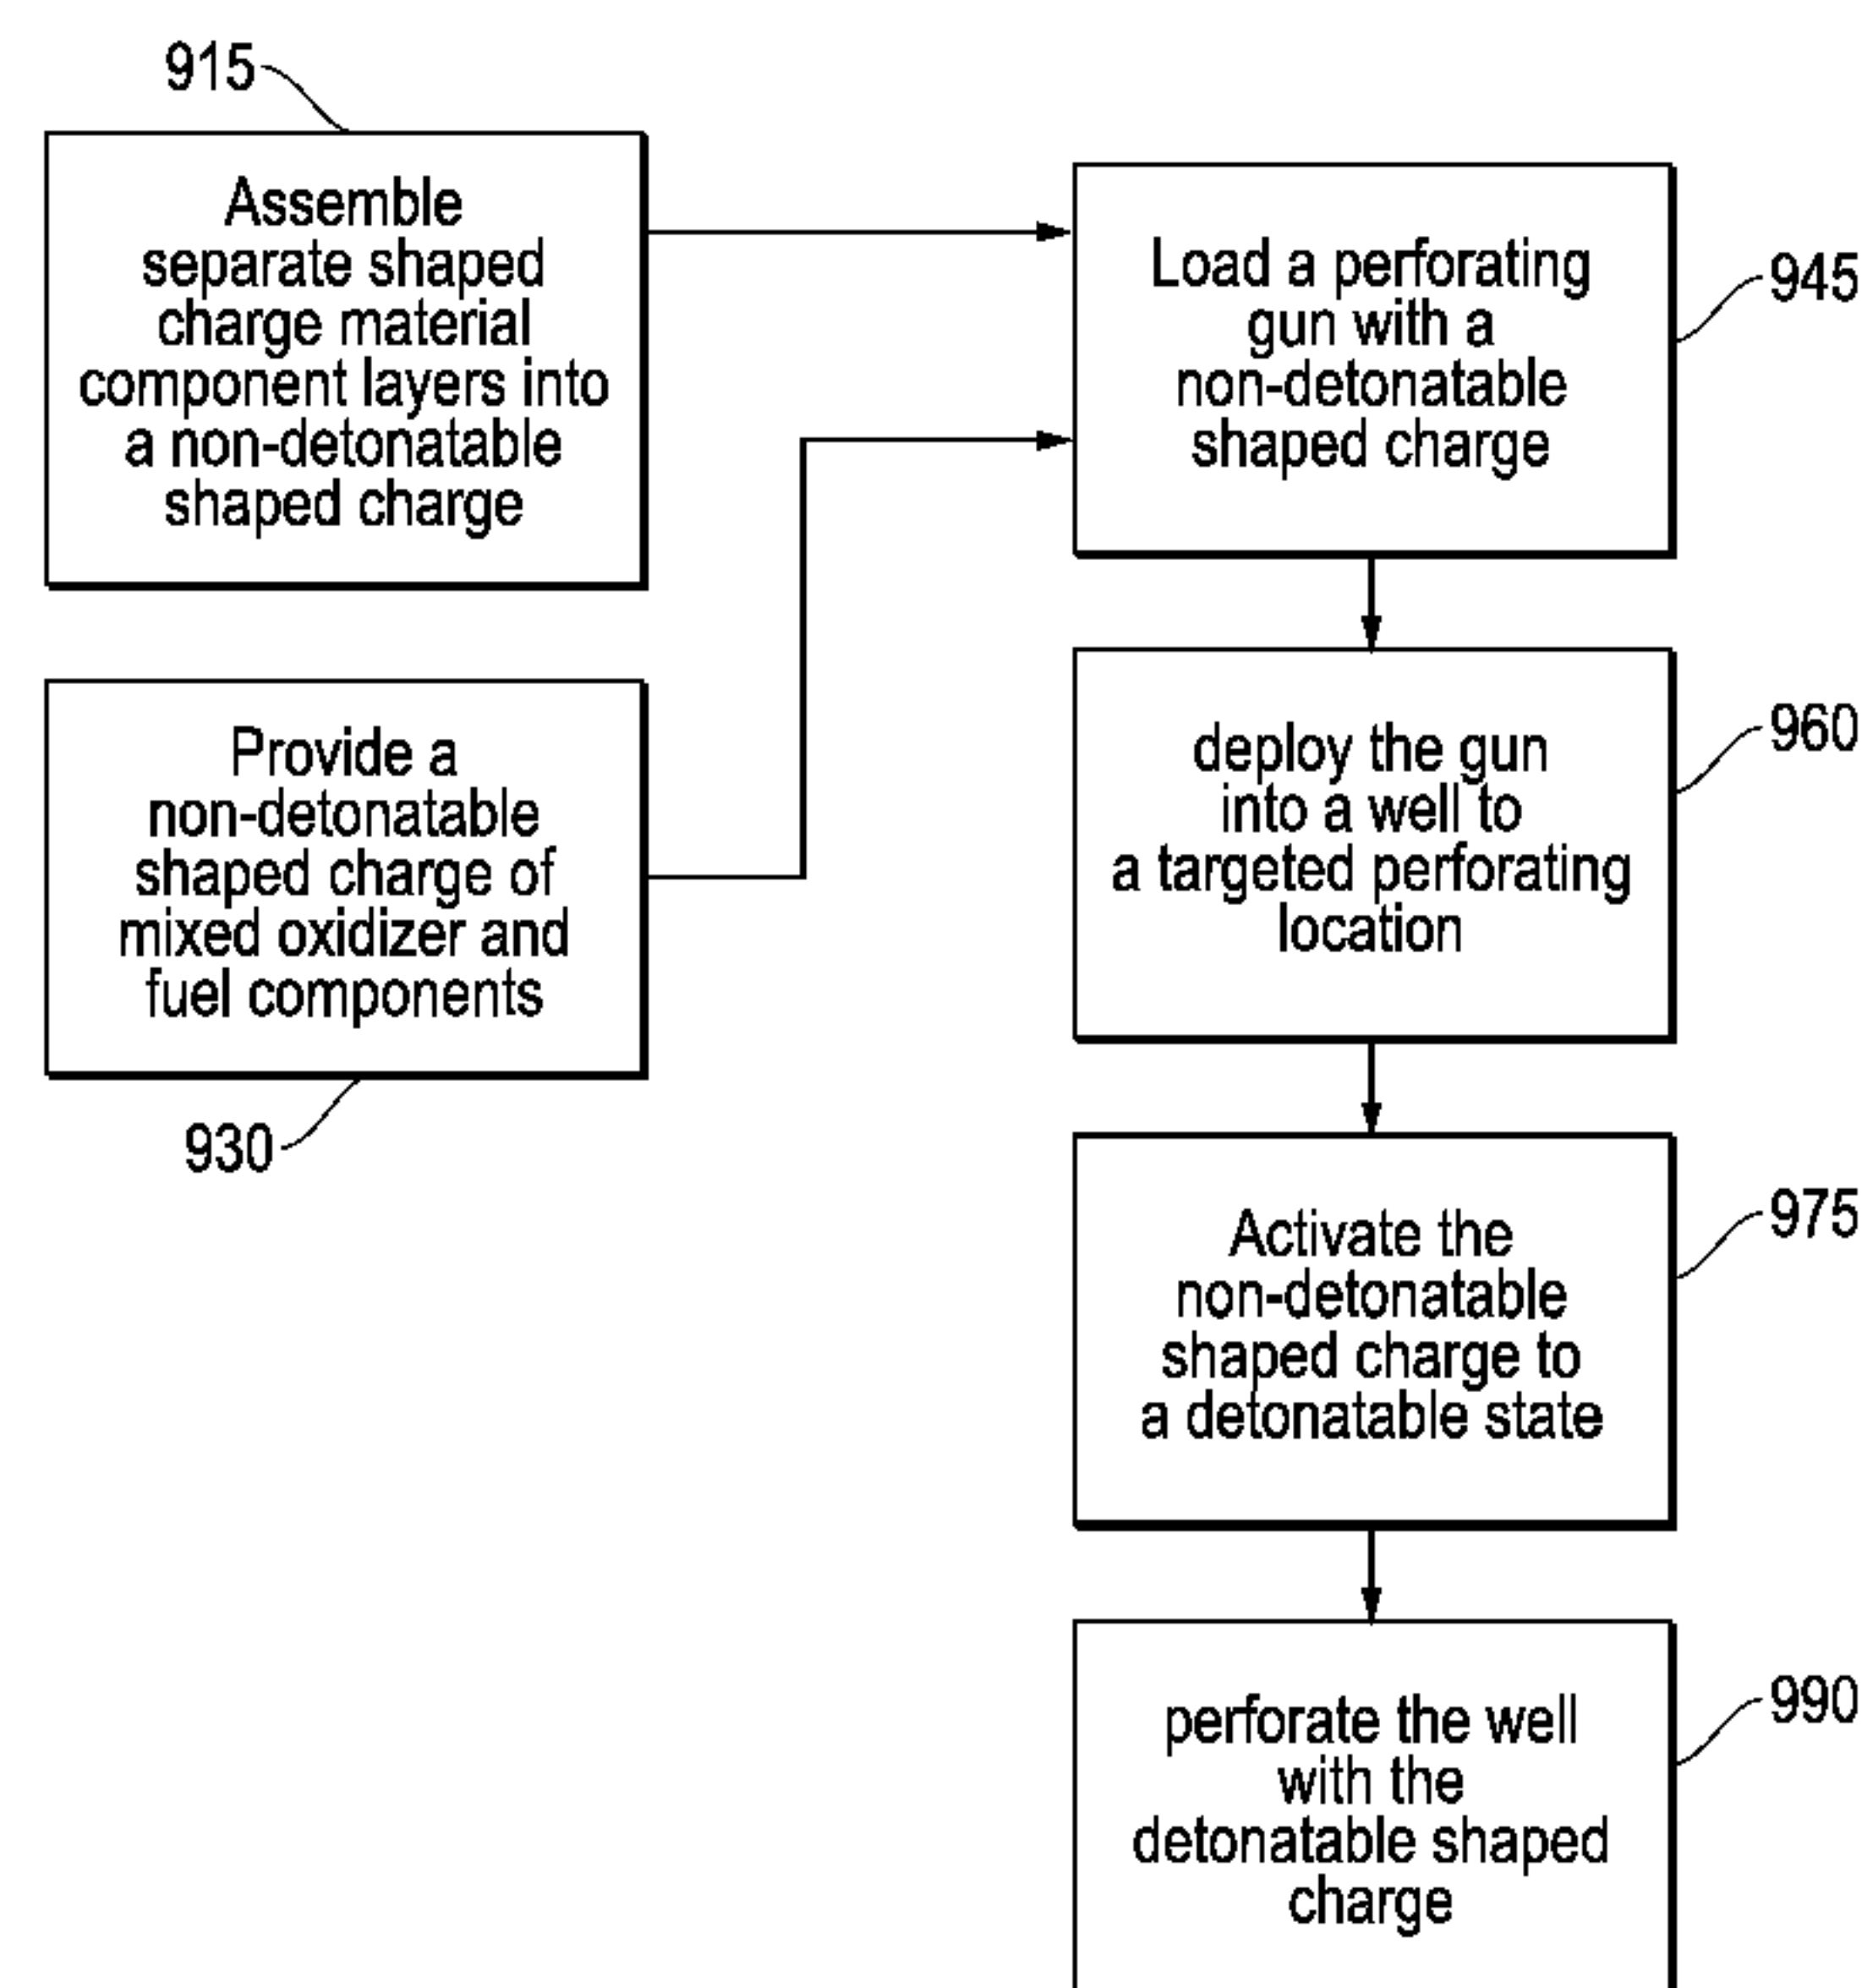 915
Assemble
separate shaped
charge material
component layers into
a non-detonatable
shaped charge
Provide a
non-detonatable
shaped charge of
mixed oxidizer and
fuel components
930
Load a perforating
gun with a
non-detonatable
shaped charge
945
deploy the gun
into a well to
a targeted perforating
location
960
Activate the
non-detonatable
shaped charge to
a detonatable state
975
perforate the well
with the
detonatable shaped
charge
990